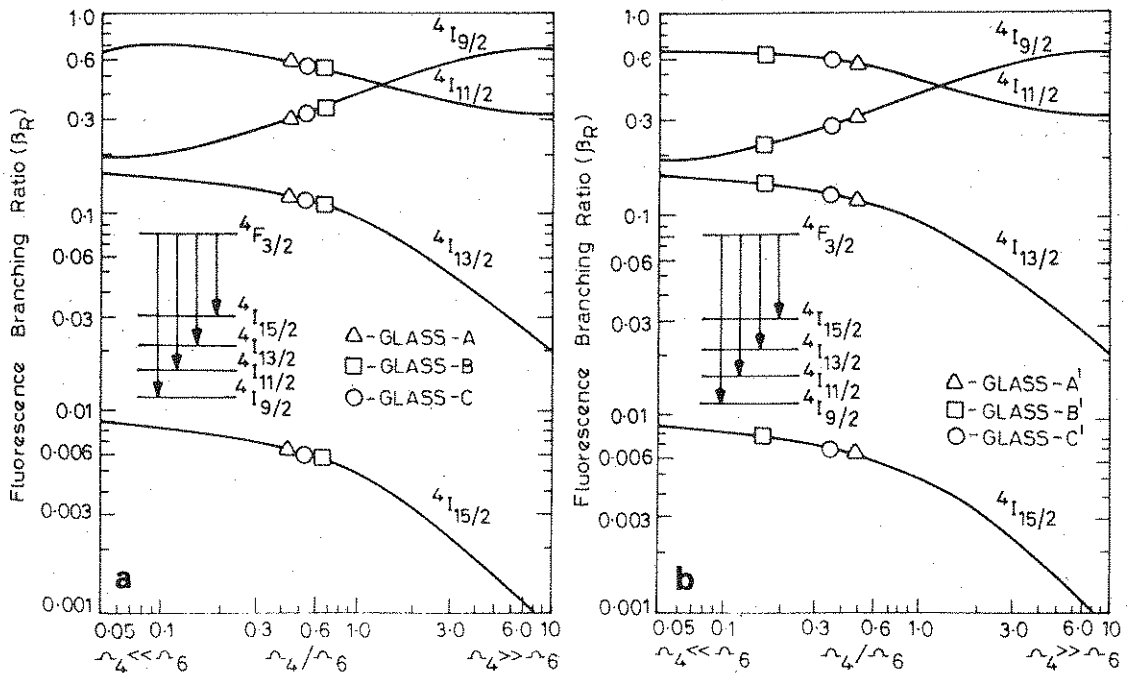 Fluorescence Branching Ratio (βR)
1·0
0·6
0·3
0·1
0·06
0·03
0·01
0·006
0·003
0·001
4I9/2
4I11/2
4I13/2
4I15/2
4F3/2
4I15/2
4I13/2
4I11/2
4I9/2
△-GLASS-A
□-GLASS-B
○-GLASS-C
a
0·05 0·1 0·3 0·6 1·0 3·0 6·0 10
Ω4<<Ω6 Ω4/Ω6 Ω4>>Ω6
Fluorescence Branching Ratio (βR)
1·0
0·6
0·3
0·1
0·06
0·03
0·01
0·006
0·003
0·001
4I9/2
4I11/2
4I13/2
4I15/2
4F3/2
4I15/2
4I13/2
4I11/2
4I9/2
△-GLASS-A'
□-GLASS-B'
○-GLASS-C'
b
0·05 0·1 0·3 0·6 1·0 3·0 6·0 10
Ω4<<Ω6 Ω4/Ω6 Ω4>>Ω6